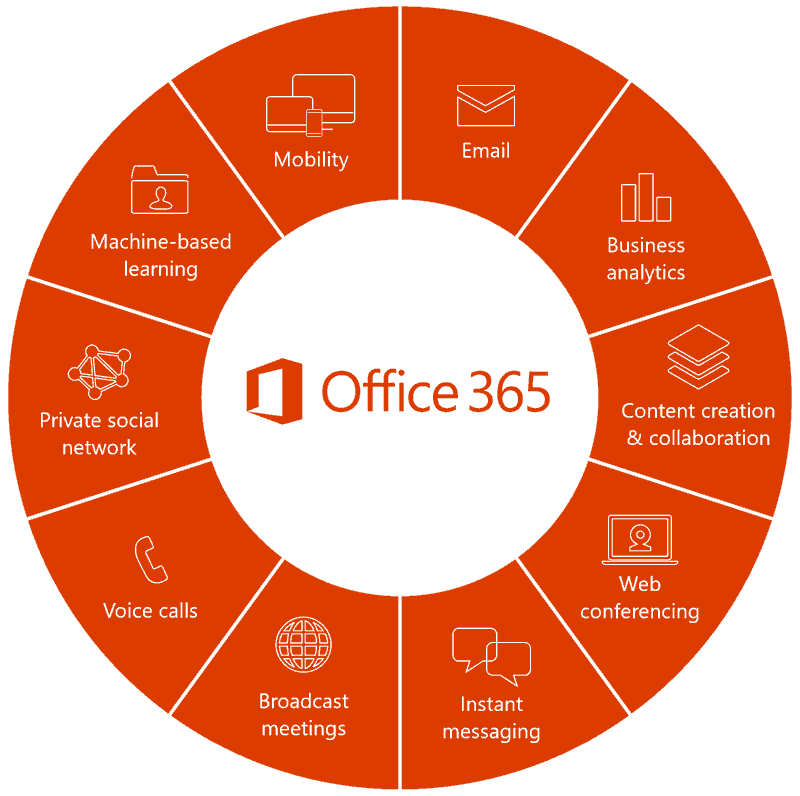 Mobility
Email
Business
analytics
Content creation
& collaboration
Web
conferencing
Instant
messaging
Broadcast
meetings
Voice calls
Private social
network
Machine-based
learning
Office 365